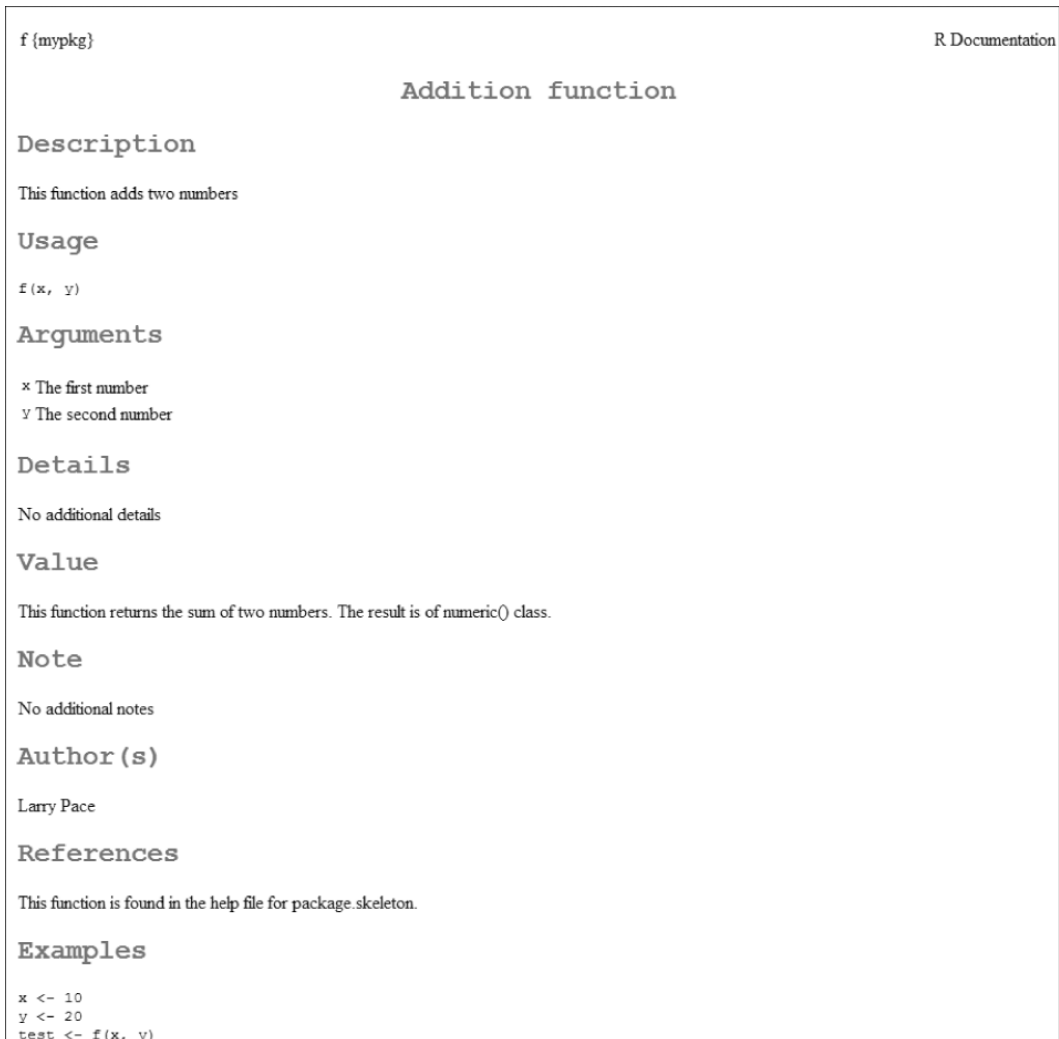 f {mypkg}
R Documentation
Addition function
Description
This function adds two numbers
Usage
f(x, y)
Arguments
x The first number
y The second number
Details
No additional details
Value
This function returns the sum of two numbers. The result is of numeric() class.
Note
No additional notes
Author(s)
Larry Pace
References
This function is found in the help file for package.skeleton.
Examples
x <- 10
y <- 20
test <- f(x, y)